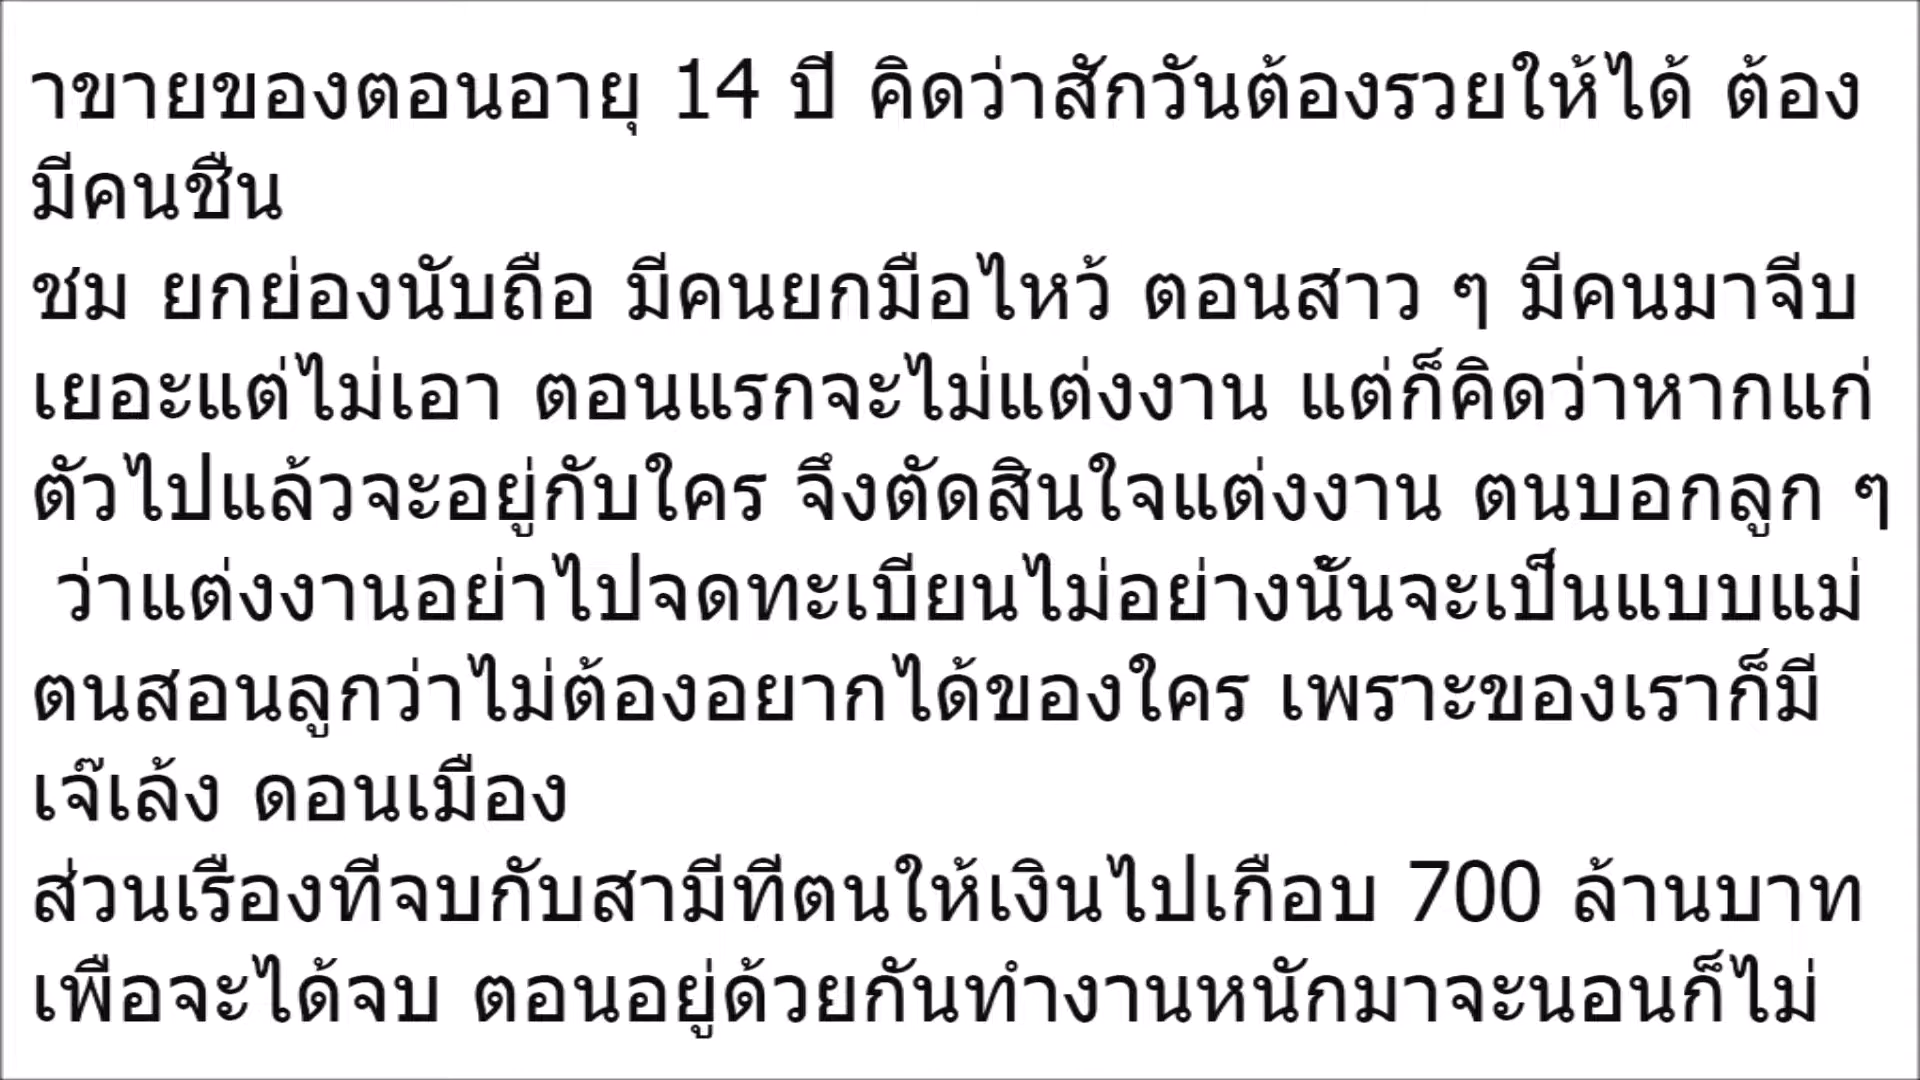 าขายของตอนอายุ 14 ปี คิดว่าสักวันต้องรวยให้ได้ ต้อง
มีคนชื่น
ชม ยกย่องนับถือ มีคนยกมือไหว้ ตอนสาว ๆ มีคนมาจีบ
เยอะแต่ไม่เอา ตอนแรกจะไม่แต่งงาน แต่ก็คิดว่าหากแก่
ตัวไปแล้วจะอยู่กับใคร จึงตัดสินใจแต่งงาน ตนบอกลูก ๆ
ว่าแต่งงานอย่าไปจดทะเบียนไม่อย่างนั้นจะเป็นแบบแม่
ตนสอนลูกว่าไม่ต้องอยากได้ของใคร เพราะของเราก็มี
เจ๊เล้ง ดอนเมือง
ส่วนเรื่องที่จบกับสามีที่ตนให้เงินไปเกือบ 700 ล้านบาท
เพื่อจะได้จบ ตอนอยู่ด้วยกันทำงานหนักมาจะนอนก็ไม่